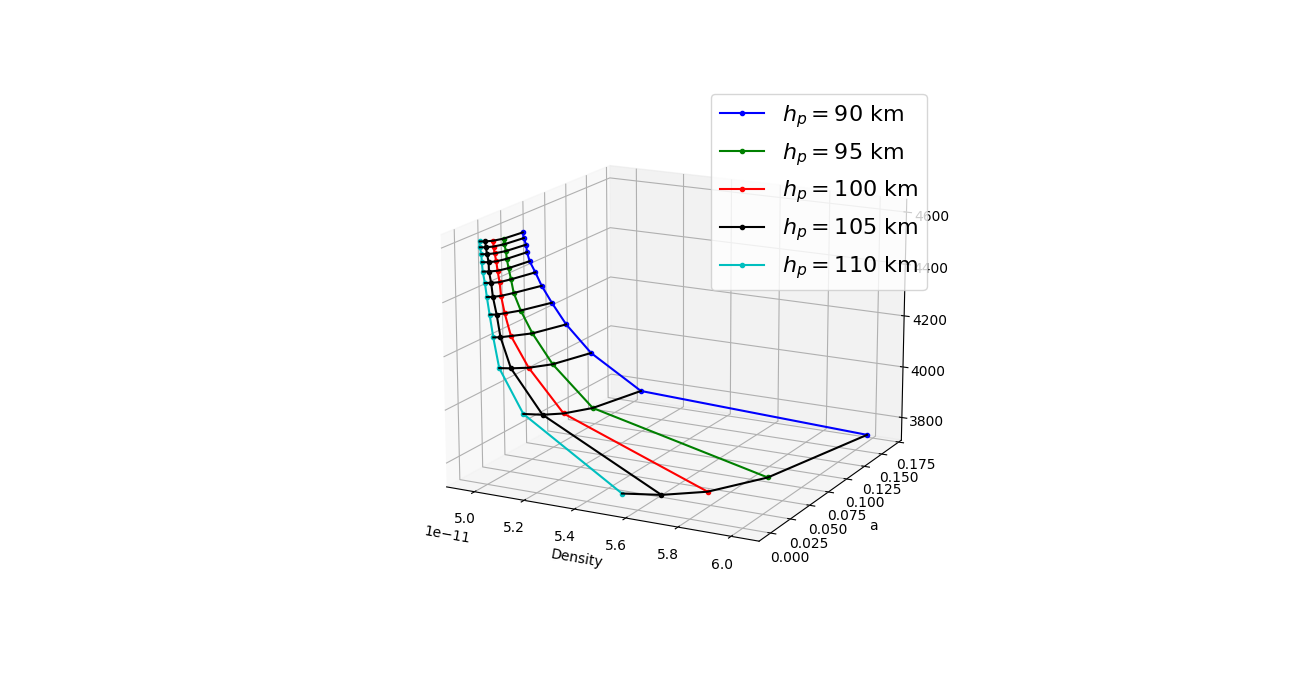 h_p = 90 km
h_p = 95 km
h_p = 100 km
h_p = 105 km
h_p = 110 km
4600
4400
4200
4000
3800
0.175
0.150
0.125
0.100
0.075
0.050
0.025
0.000
a
5.0
5.2
5.4
5.6
5.8
6.0
1e−11
Density